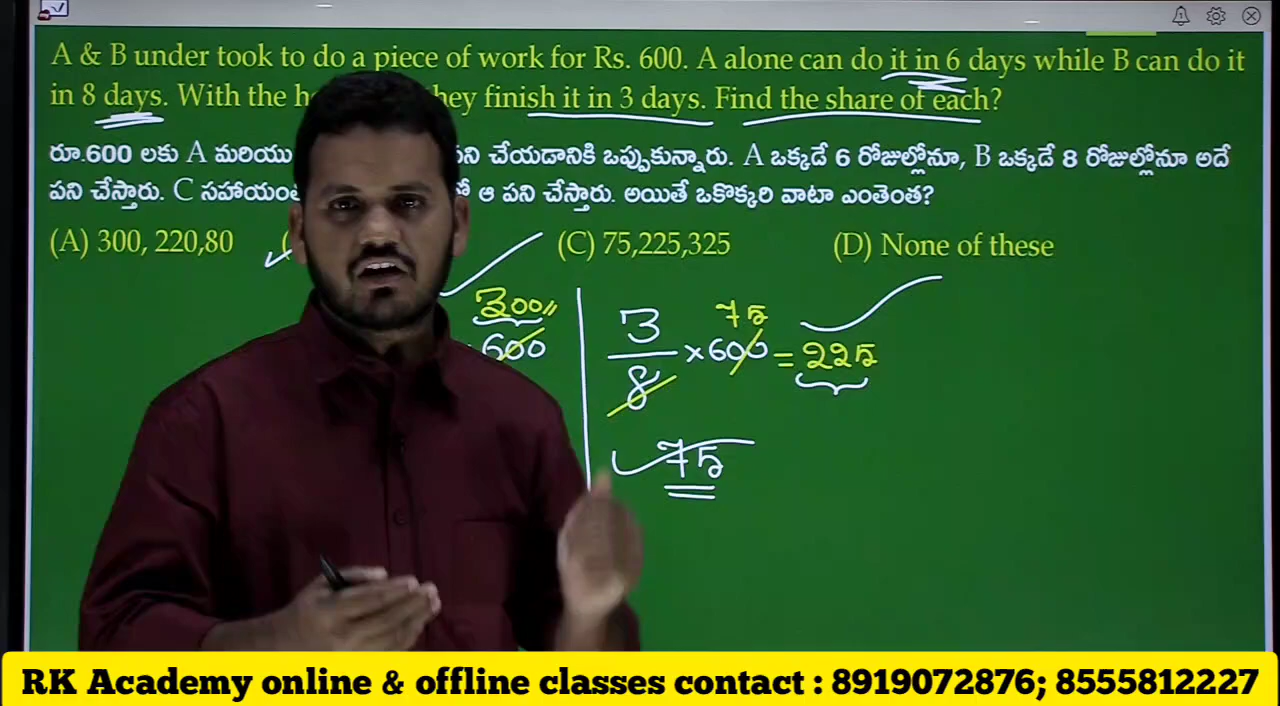 A & B under took to do a piece of work for Rs. 600. A alone can do it in 6 days while B can do it
in 8 days. With the they finish it in 3 days. Find the share of each?
రూ.600 లకు A మరియు పని చేయడానికి ఒప్పుకున్నారు. A ఒక్కడే 6 రోజుల్లోనూ, B ఒక్కడే 8 రోజుల్లోనూ అదే
పని చేస్తారు. C ఆ పని చేస్తారు. అయితే ఒకొక్కరి వాటా ఎంతెంత?
(A) 300, 220,80 (C) 75,225,325 (D) None of these
300
600
3/8 × 600 = 225
75
75
RK Academy online & offline classes contact : 8919072876; 8555812227